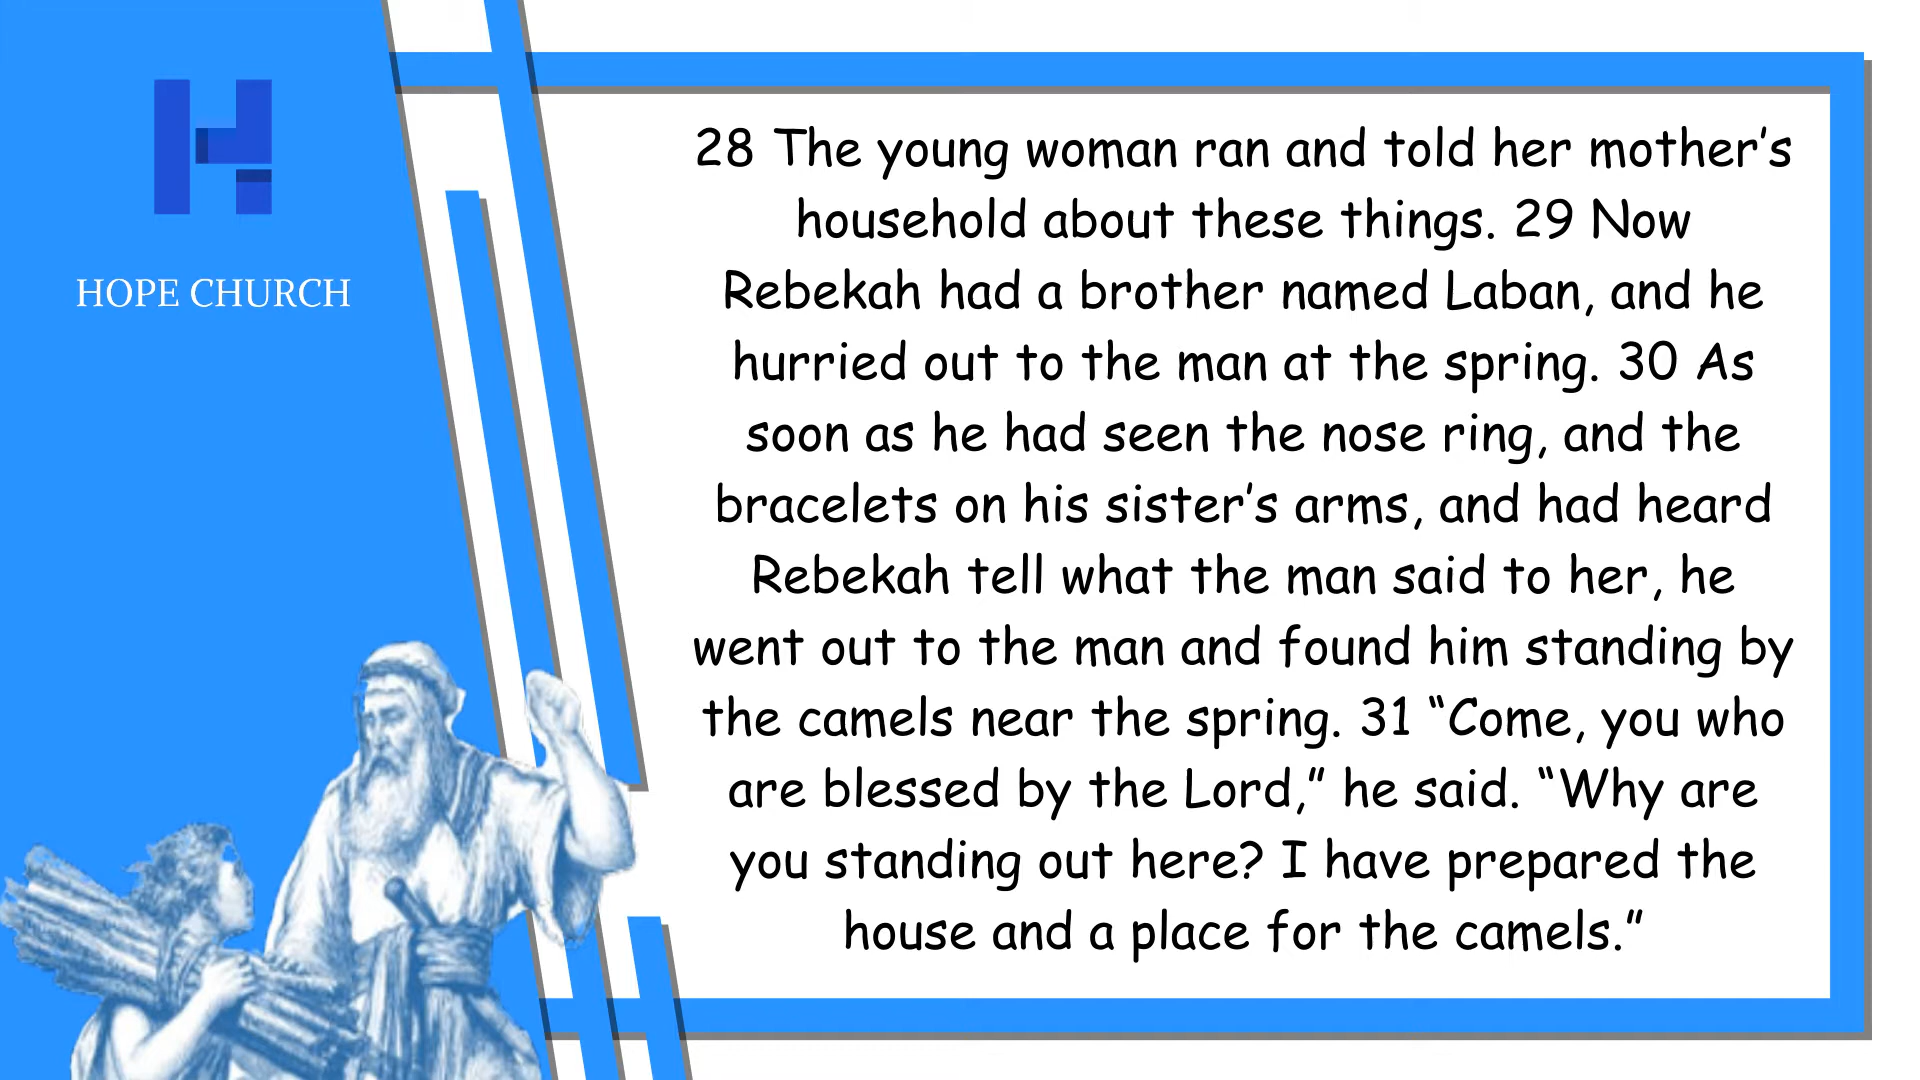 HOPE CHURCH
28 The young woman ran and told her mother’s
household about these things. 29 Now
Rebekah had a brother named Laban, and he
hurried out to the man at the spring. 30 As
soon as he had seen the nose ring, and the
bracelets on his sister’s arms, and had heard
Rebekah tell what the man said to her, he
went out to the man and found him standing by
the camels near the spring. 31 “Come, you who
are blessed by the Lord,” he said. “Why are
you standing out here? I have prepared the
house and a place for the camels.”